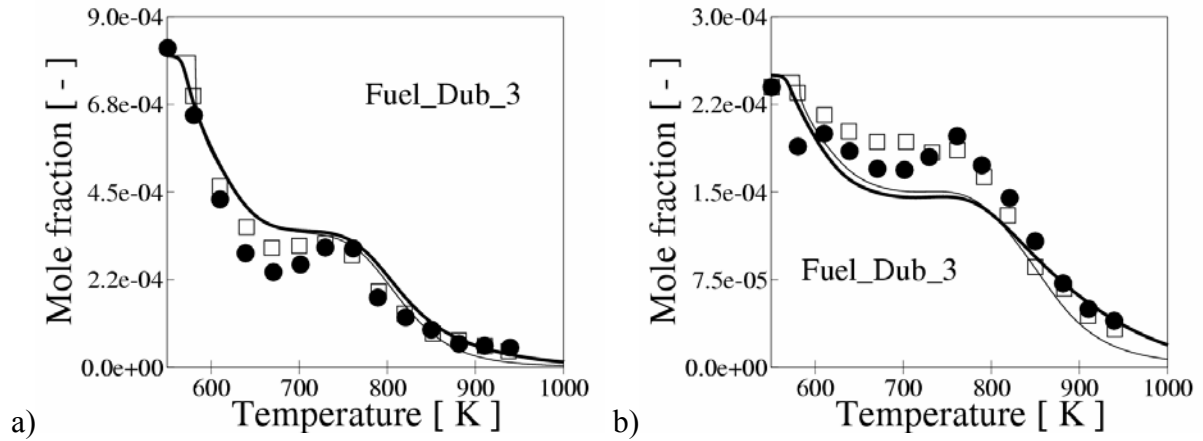 9.0e-04
6.8e-04
4.5e-04
2.2e-04
0.0e+00
Mole fraction [ - ]
Fuel_Dub_3
600 700 800 900 1000
Temperature [ K ]
a)
3.0e-04
2.2e-04
1.5e-04
7.5e-05
0.0e+00
Mole fraction [ - ]
Fuel_Dub_3
600 700 800 900 1000
Temperature [ K ]
b)